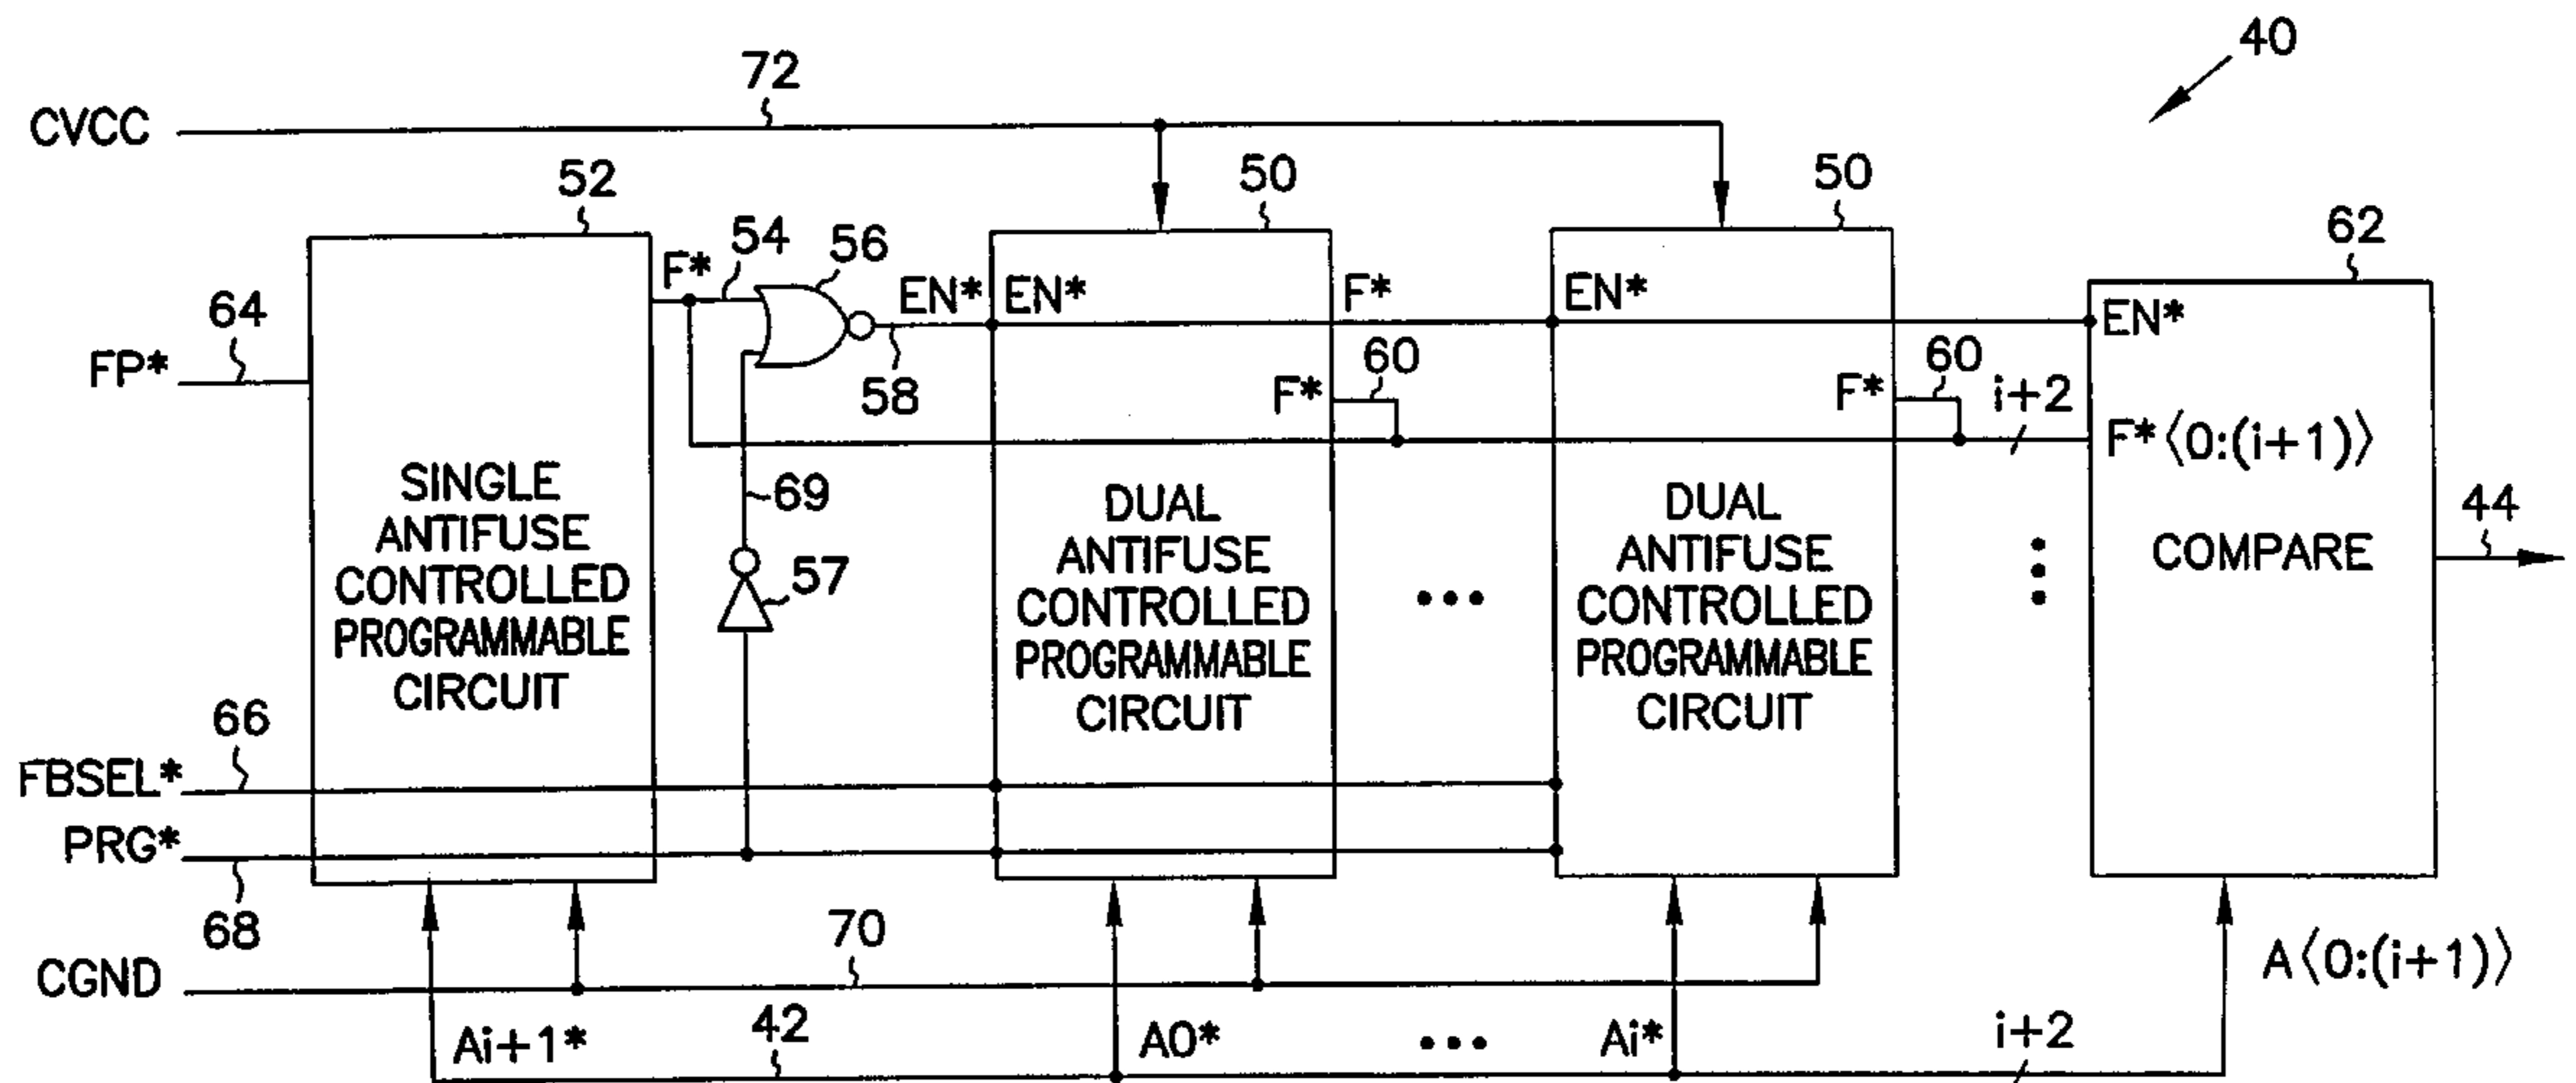 40
72
CVCC
52
50
50
62
F*
54
56
64
FP*
EN*
EN*
F*
EN*
EN*
58
F*
60
F*
60
i+2
F*⟨0:(i+1)⟩
SINGLE
ANTIFUSE
CONTROLLED
PROGRAMMABLE
CIRCUIT
69
57
DUAL
ANTIFUSE
CONTROLLED
PROGRAMMABLE
CIRCUIT
•••
DUAL
ANTIFUSE
CONTROLLED
PROGRAMMABLE
CIRCUIT
COMPARE
44
66
FBSEL*
PRG*
68
70
CGND
A⟨0:(i+1)⟩
Ai+1*
42
A0*
•••
Ai*
i+2